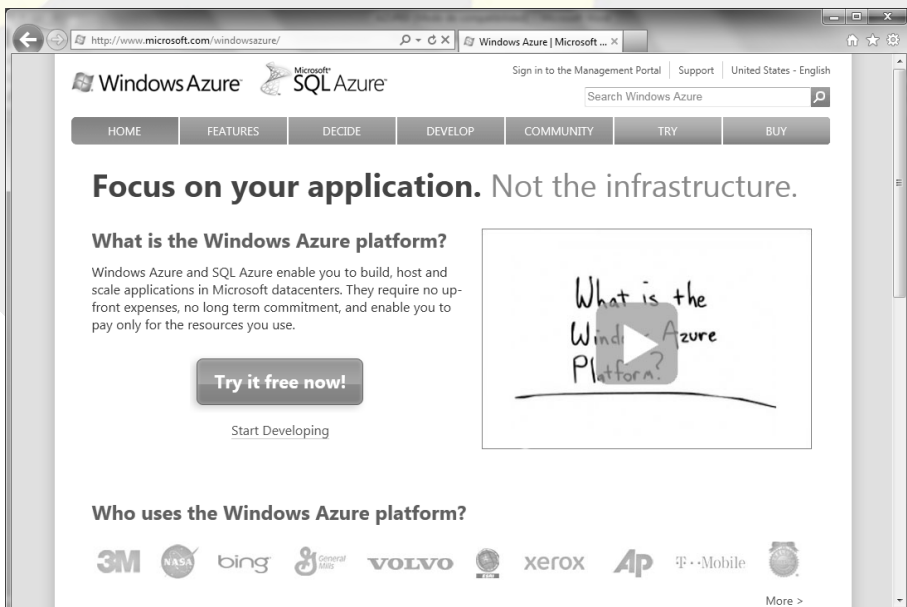 http://www.microsoft.com/windowsazure/
Windows Azure | Microsoft ...
Windows Azure
Microsoft
SQL Azure
Sign in to the Management Portal
Support
United States - English
Search Windows Azure
HOME
FEATURES
DECIDE
DEVELOP
COMMUNITY
TRY
BUY
Focus on your application. Not the infrastructure.
What is the Windows Azure platform?
Windows Azure and SQL Azure enable you to build, host and
scale applications in Microsoft datacenters. They require no up-
front expenses, no long term commitment, and enable you to
pay only for the resources you use.
Try it free now!
Start Developing
What is the
Windows Azure
Platform?
Who uses the Windows Azure platform?
3M
NASA
bing
General
Mills
VOLVO
xerox
AP
T··Mobile
More >